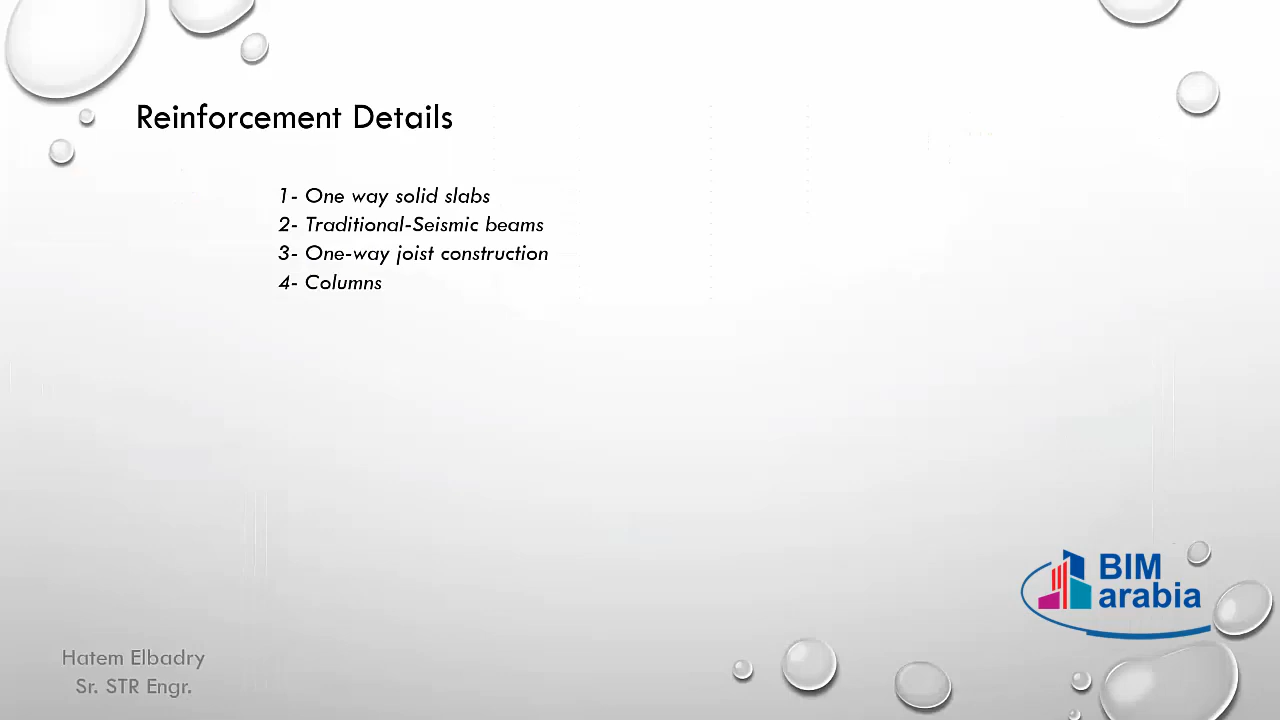 Reinforcement Details
1- One way solid slabs
2- Traditional-Seismic beams
3- One-way joist construction
4- Columns
BIM
arabia
Hatem Elbadry
Sr. STR Engr.